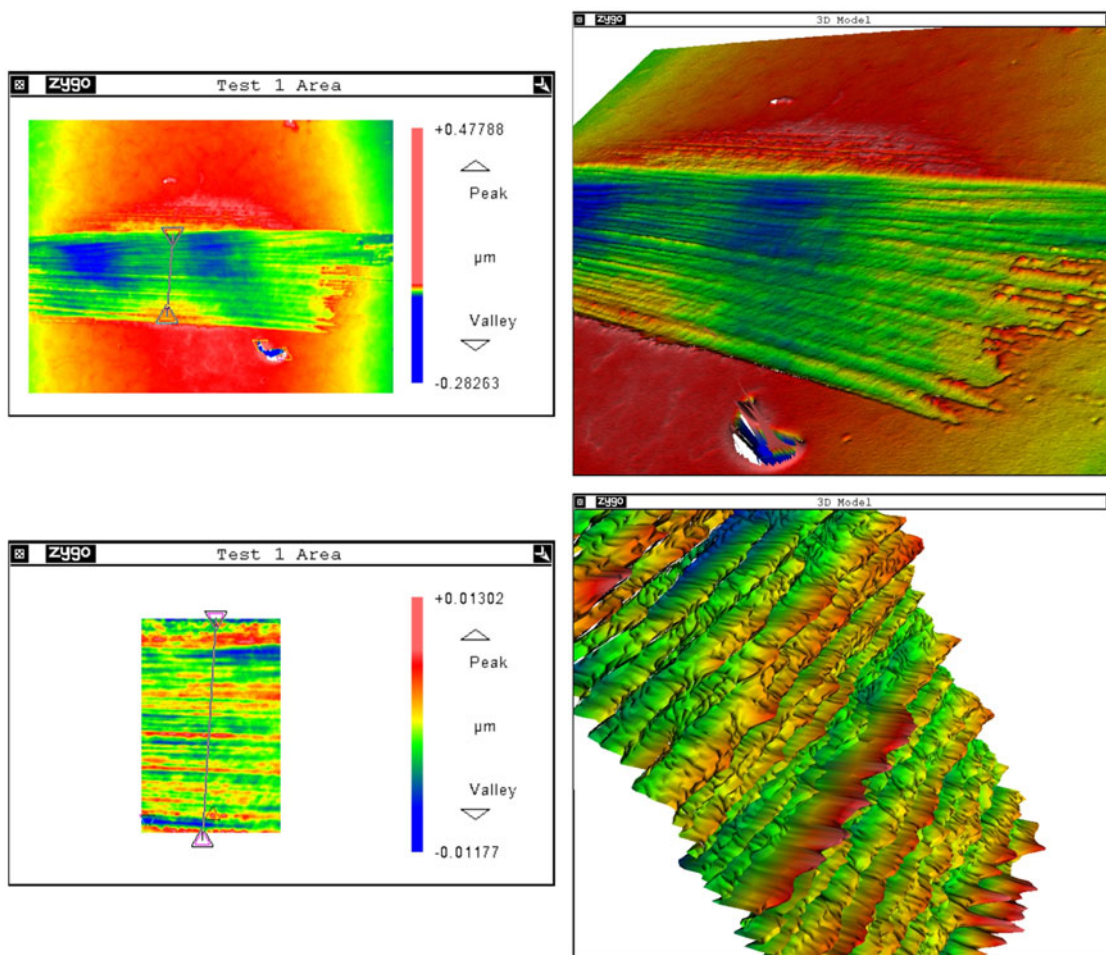 zygo
Test 1 Area
+0.47788
Peak
µm
Valley
-0.28263
zygo
3D Model
zygo
Test 1 Area
+0.01302
Peak
µm
Valley
-0.01177
zygo
3D Model